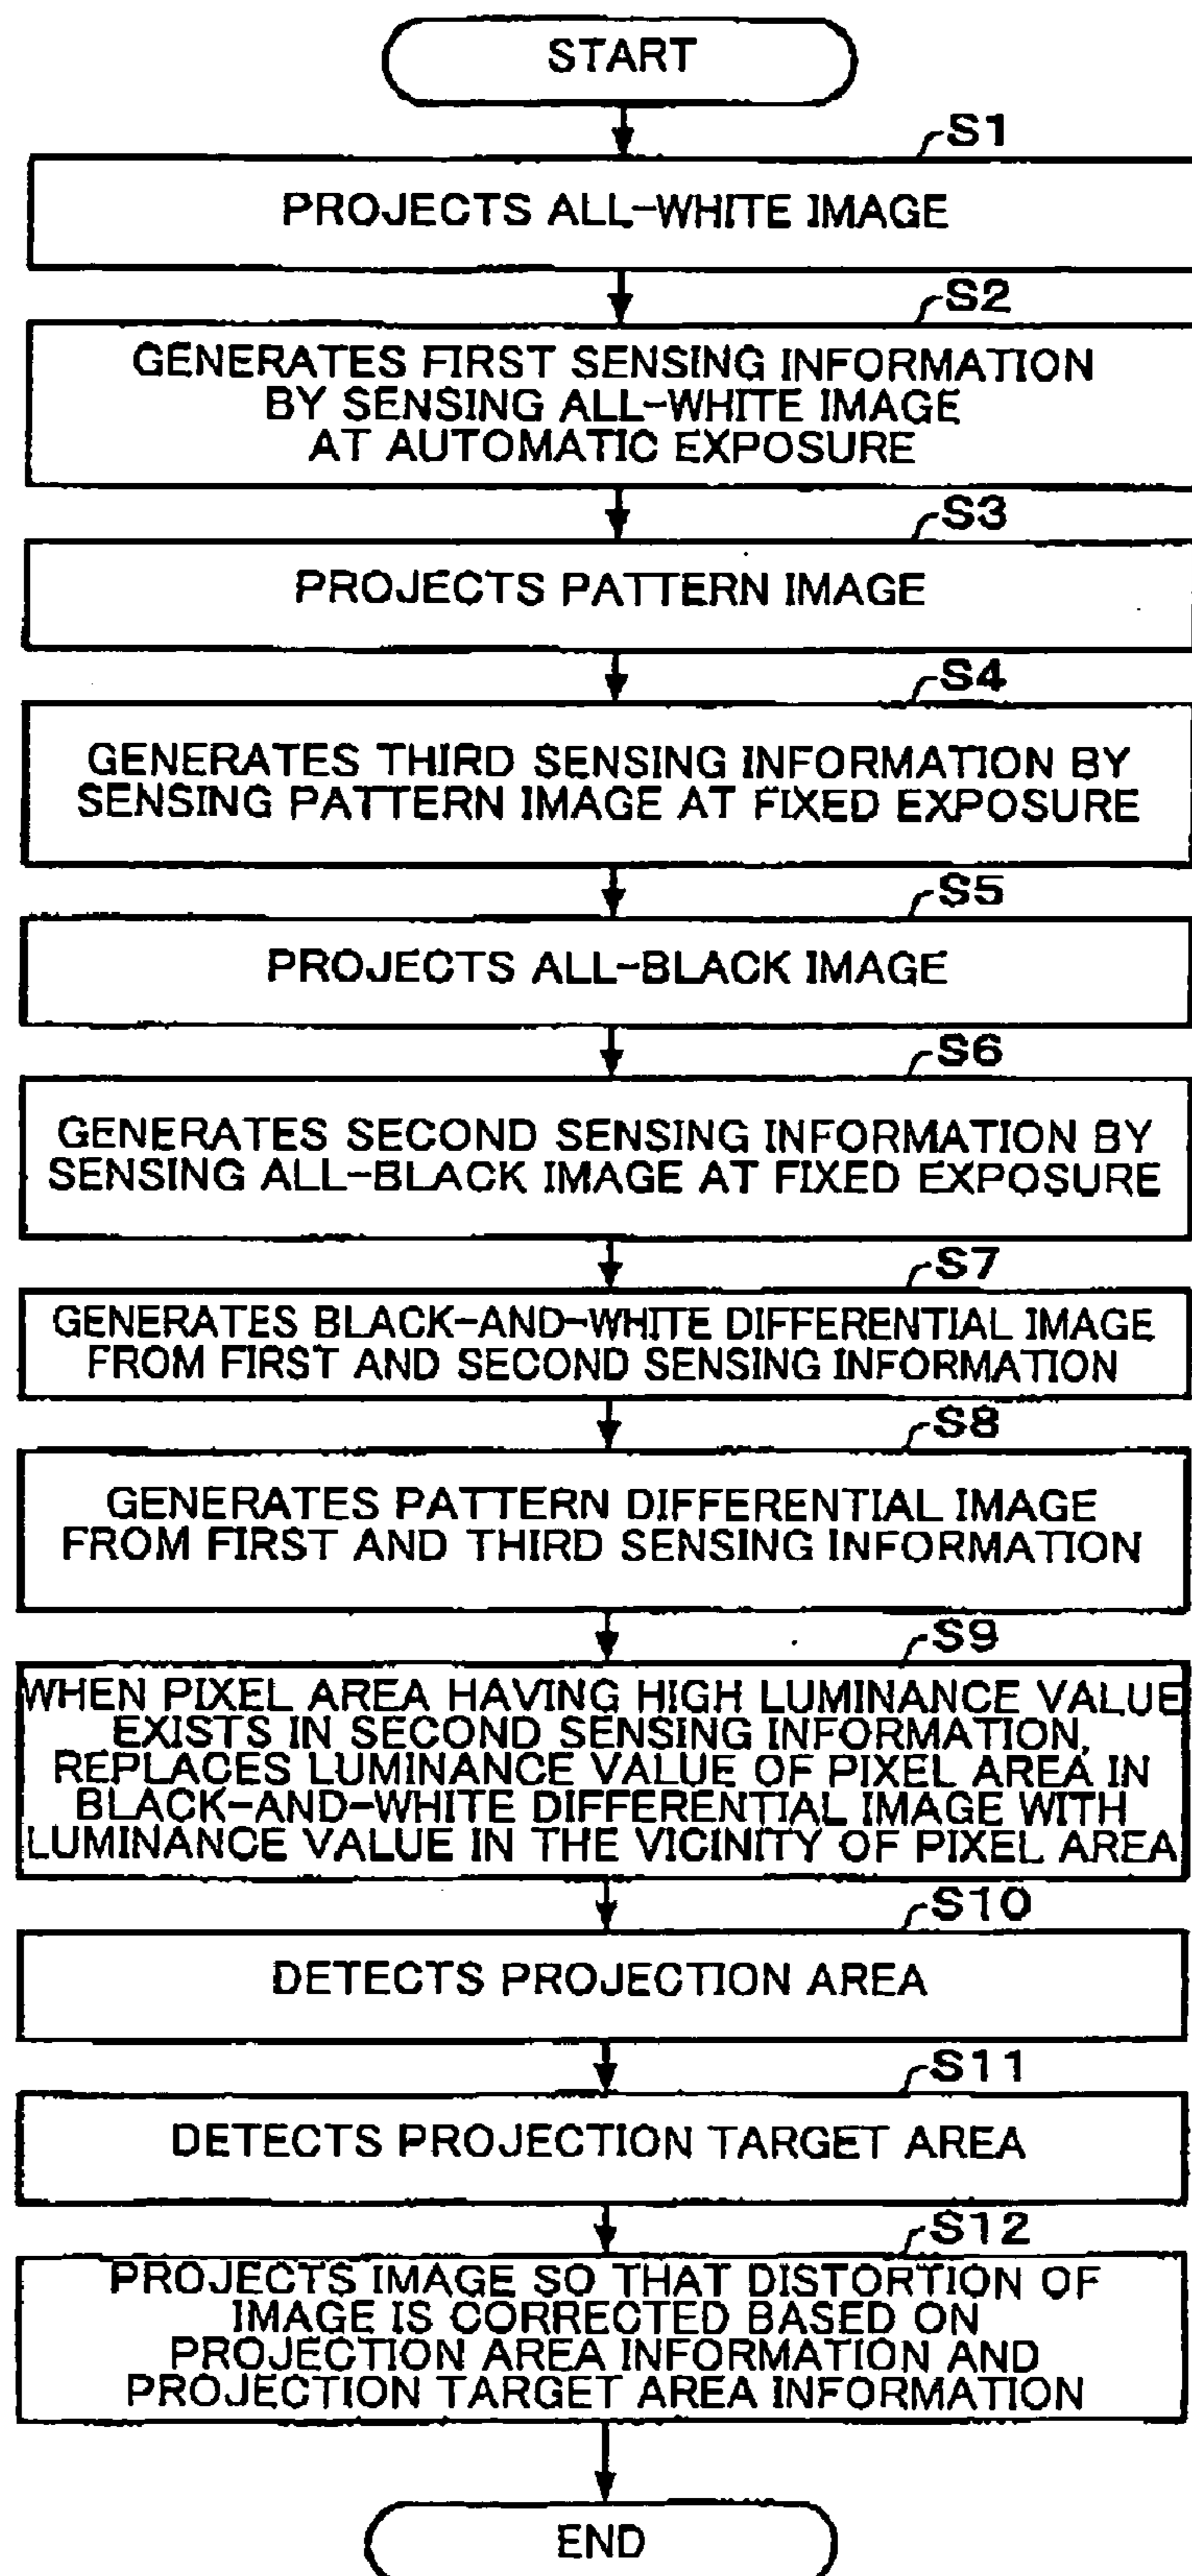 START
S1
PROJECTS ALL-WHITE IMAGE
S2
GENERATES FIRST SENSING INFORMATION
BY SENSING ALL-WHITE IMAGE
AT AUTOMATIC EXPOSURE
S3
PROJECTS PATTERN IMAGE
S4
GENERATES THIRD SENSING INFORMATION BY
SENSING PATTERN IMAGE AT FIXED EXPOSURE
S5
PROJECTS ALL-BLACK IMAGE
S6
GENERATES SECOND SENSING INFORMATION BY
SENSING ALL-BLACK IMAGE AT FIXED EXPOSURE
S7
GENERATES BLACK-AND-WHITE DIFFERENTIAL IMAGE
FROM FIRST AND SECOND SENSING INFORMATION
S8
GENERATES PATTERN DIFFERENTIAL IMAGE
FROM FIRST AND THIRD SENSING INFORMATION
S9
WHEN PIXEL AREA HAVING HIGH LUMINANCE VALUE
EXISTS IN SECOND SENSING INFORMATION,
REPLACES LUMINANCE VALUE OF PIXEL AREA IN
BLACK-AND-WHITE DIFFERENTIAL IMAGE WITH
LUMINANCE VALUE IN THE VICINITY OF PIXEL AREA
S10
DETECTS PROJECTION AREA
S11
DETECTS PROJECTION TARGET AREA
S12
PROJECTS IMAGE SO THAT DISTORTION OF
IMAGE IS CORRECTED BASED ON
PROJECTION AREA INFORMATION AND
PROJECTION TARGET AREA INFORMATION
END